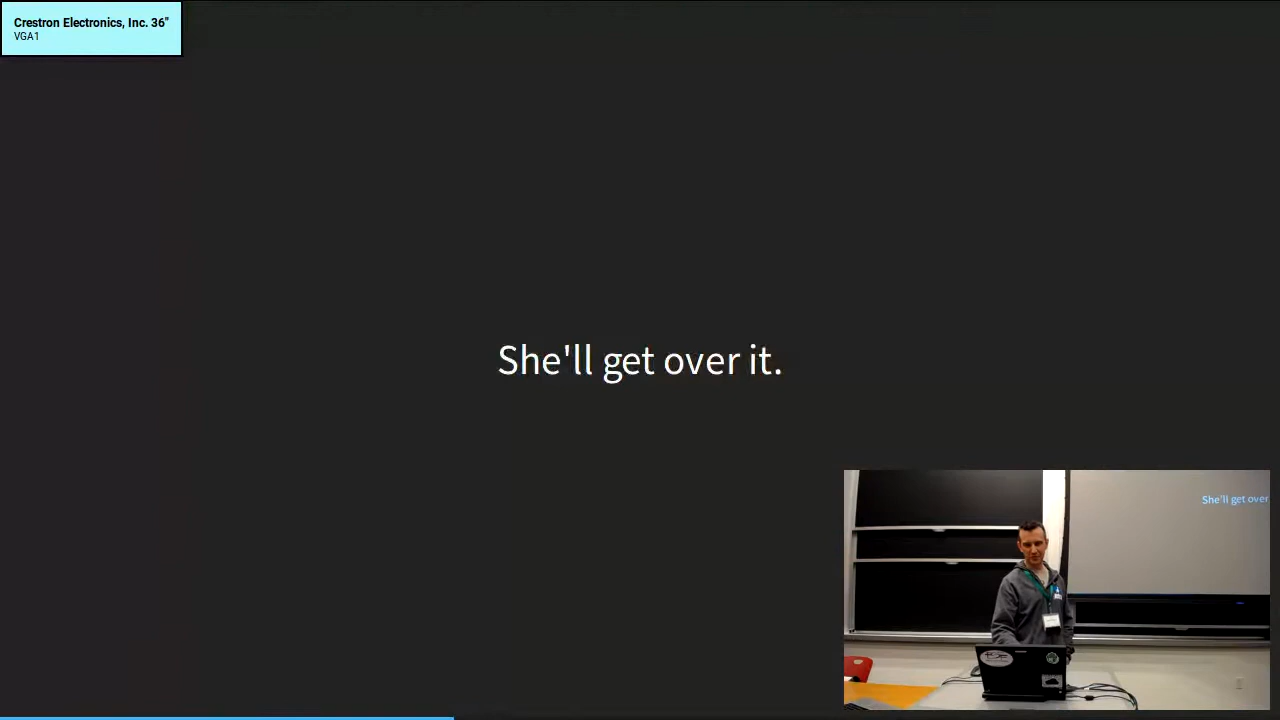 Crestron Electronics, Inc. 36"
VGA1
She'll get over it.
She'll get over